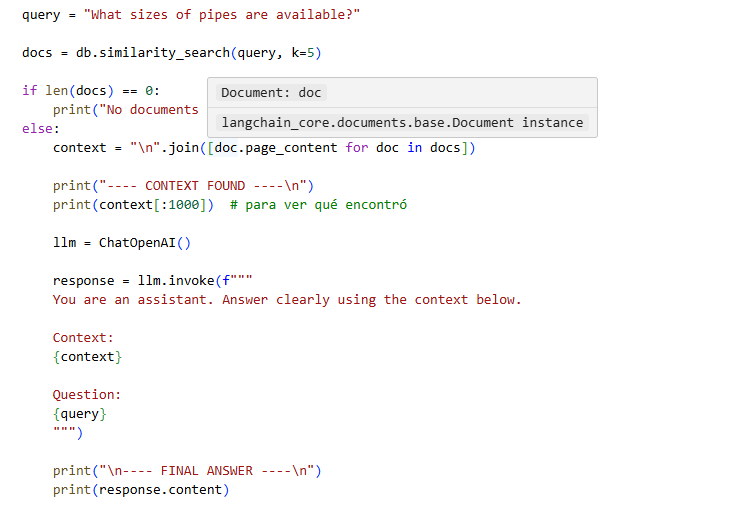 query = "What sizes of pipes are available?"
docs = db.similarity_search(query, k=5)
if len(docs) == 0:
    print("No documents
Document: doc
langchain_core.documents.base.Document instance
else:
    context = "\n".join([doc.page_content for doc in docs])
    print("---- CONTEXT FOUND ----\n")
    print(context[:1000])  # para ver qué encontró
    llm = ChatOpenAI()
    response = llm.invoke(f"""
    You are an assistant. Answer clearly using the context below.
    Context:
    {context}
    Question:
    {query}
    """)
    print("\n---- FINAL ANSWER ----\n")
    print(response.content)